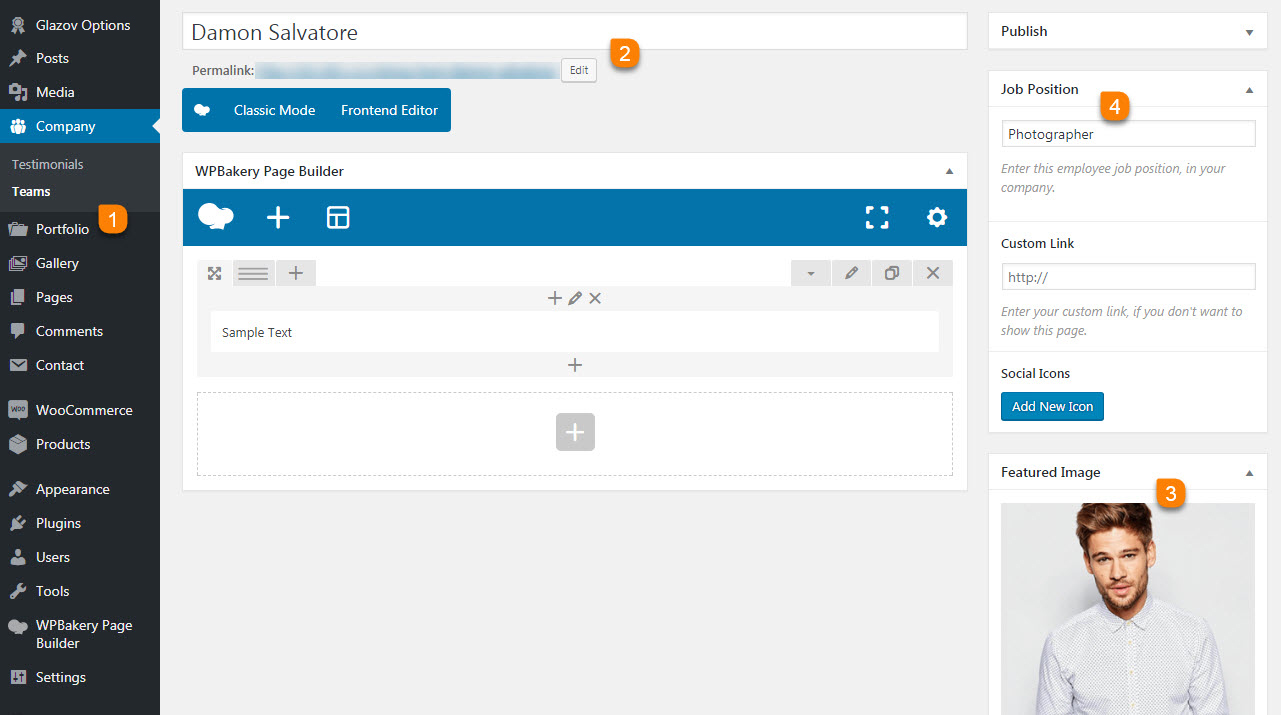 Glazov Options
Posts
Media
Company
Testimonials
Teams
1
Portfolio
Gallery
Pages
Comments
Contact
WOO
WooCommerce
Products
Appearance
Plugins
Users
Tools
WPBakery Page
Builder
Settings
Damon Salvatore
2
Permalink:
Edit
Classic Mode
Frontend Editor
WPBakery Page Builder
Sample Text
Publish
Job Position
4
Photographer
Enter this employee job position, in your
company.
Custom Link
http://
Enter your custom link, if you don't want to
show this page.
Social Icons
Add New Icon
Featured Image
3